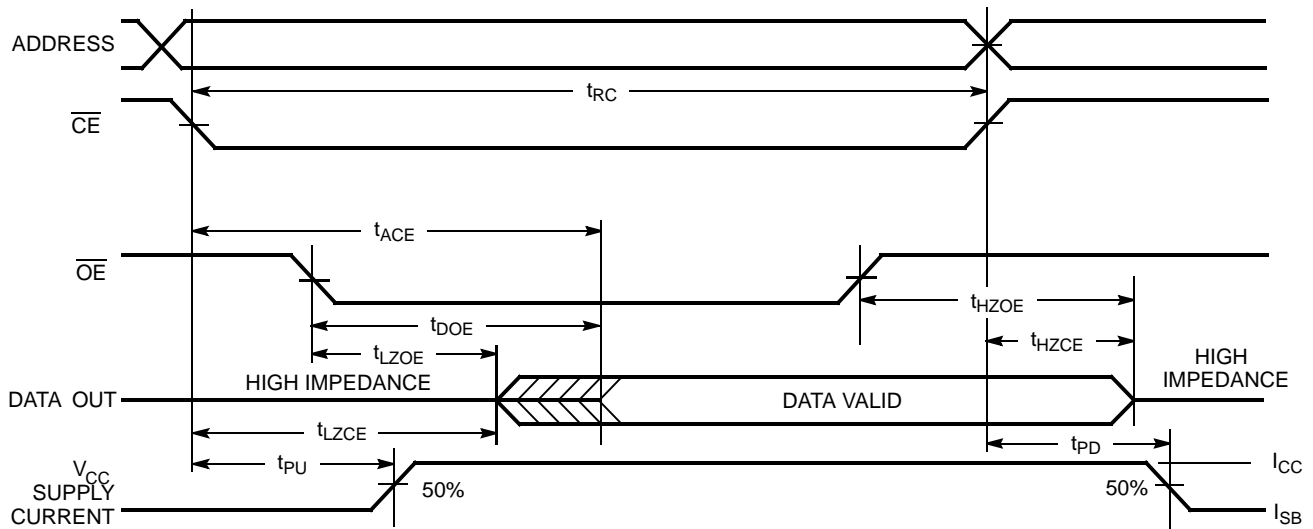 ADDRESS
tRC
CE
tACE
OE
tHZOE
tDOE
tLZOE
tHZCE
HIGH IMPEDANCE
HIGH
IMPEDANCE
DATA OUT
DATA VALID
tLZCE
tPD
VCC
SUPPLY
CURRENT
tPU
50%
50%
ICC
ISB